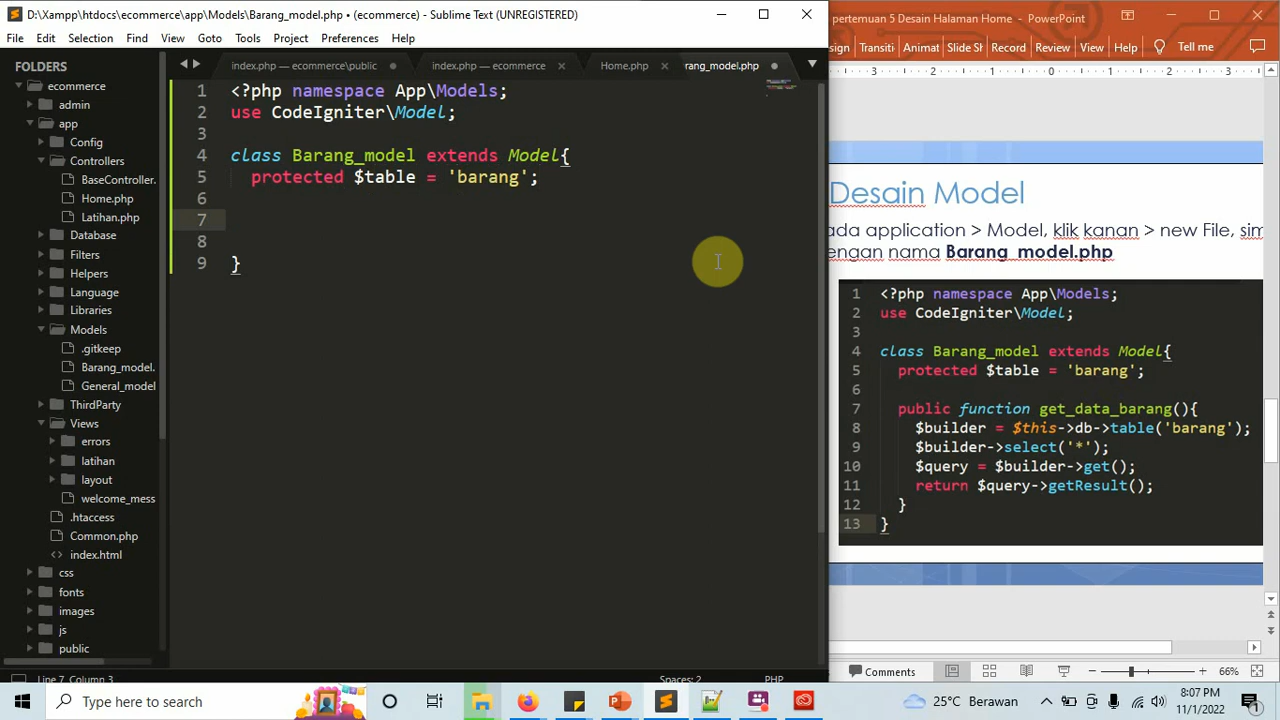 D:\Xampp\htdocs\ecommerce\app\Models\Barang_model.php • (ecommerce) - Sublime Text (UNREGISTERED)
File Edit Selection Find View Goto Tools Project Preferences Help
FOLDERS
ecommerce
admin
app
Config
Controllers
BaseController.
Home.php
Latihan.php
Database
Filters
Helpers
Language
Libraries
Models
.gitkeep
Barang_model.
General_model
ThirdParty
Views
errors
latihan
layout
welcome_mess
.htaccess
Common.php
index.html
css
fonts
images
js
public
index.php — ecommerce\public
index.php — ecommerce
Home.php
rang_model.php
1 <?php namespace App\Models;
2 use CodeIgniter\Model;
3
4 class Barang_model extends Model{
5 protected $table = 'barang';
6
7
8
9 }
Line 7, Column 3
Spaces: 2
PHP
pertemuan 5 Desain Halaman Home - PowerPoint
sign Transiti Animat Slide Sh Record Review View Help Tell me
3 2 1 0 1 2 3
Desain Model
ada application > Model, klik kanan > new File, sim
engan nama Barang_model.php
1 <?php namespace App\Models;
2 use CodeIgniter\Model;
3
4 class Barang_model extends Model{
5 protected $table = 'barang';
6
7 public function get_data_barang(){
8 $builder = $this->db->table('barang');
9 $builder->select('*');
10 $query = $builder->get();
11 return $query->getResult();
12 }
13 }
Comments
66%
Type here to search
25°C Berawan
8:07 PM
11/1/2022